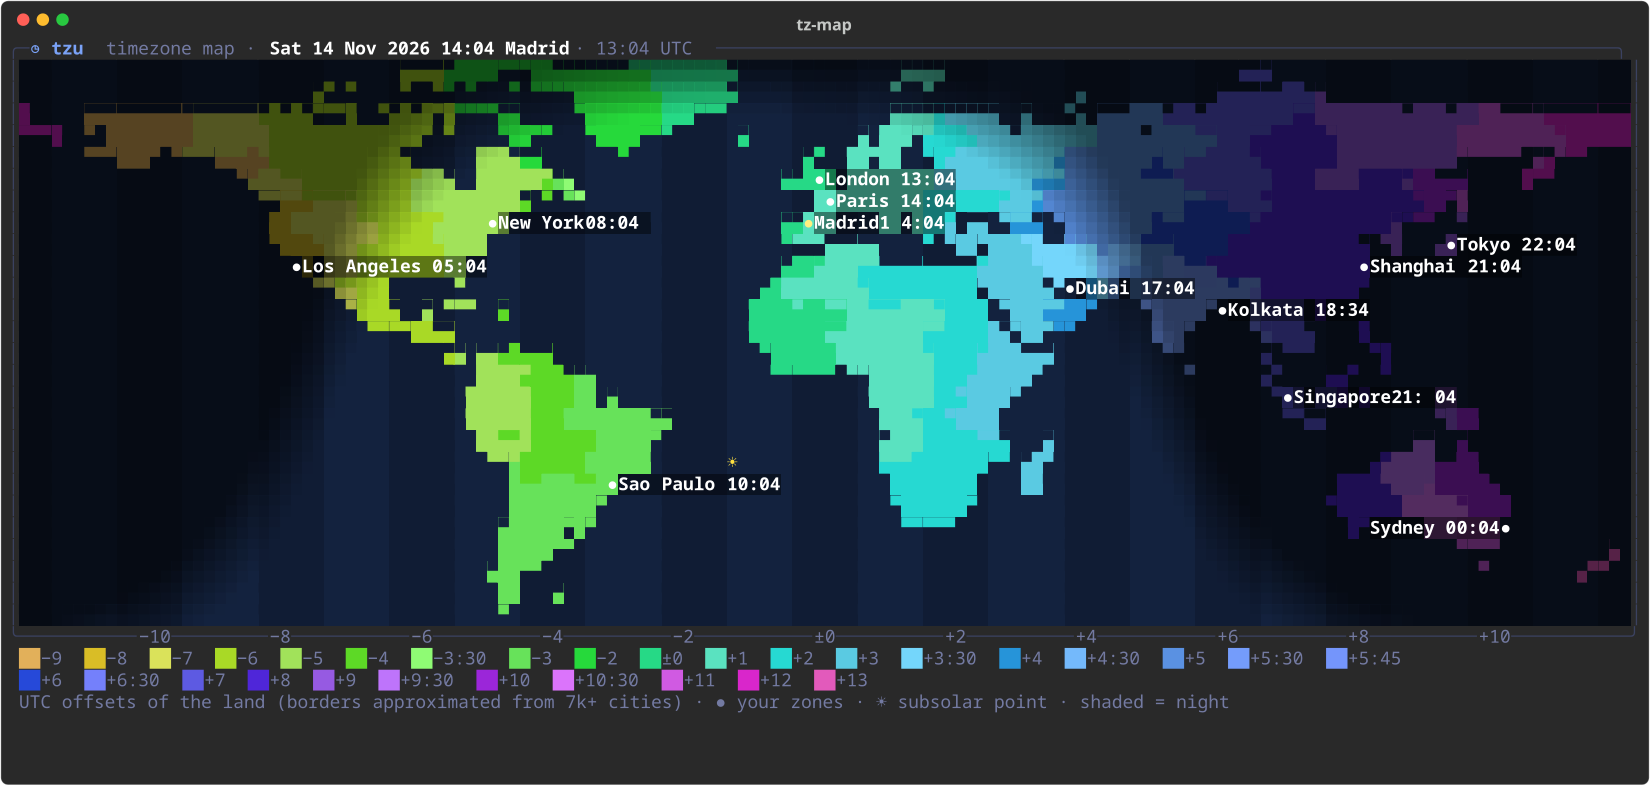 tz-map
◔ tzu timezone map · Sat 14 Nov 2026 14:04 Madrid · 13:04 UTC
London 13:04
Paris 14:04
New York08:04
Madrid1 4:04
Tokyo 22:04
Los Angeles 05:04
Shanghai 21:04
Dubai 17:04
Kolkata 18:34
Singapore21: 04
Sao Paulo 10:04
Sydney 00:04
−10 −8 −6 −4 −2 ±0 +2 +4 +6 +8 +10
−9 −8 −7 −6 −5 −4 −3:30 −3 −2 ±0 +1 +2 +3 +3:30 +4 +4:30 +5 +5:30 +5:45
+6 +6:30 +7 +8 +9 +9:30 +10 +10:30 +11 +12 +13
UTC offsets of the land (borders approximated from 7k+ cities) · ● your zones · ☀ subsolar point · shaded = night